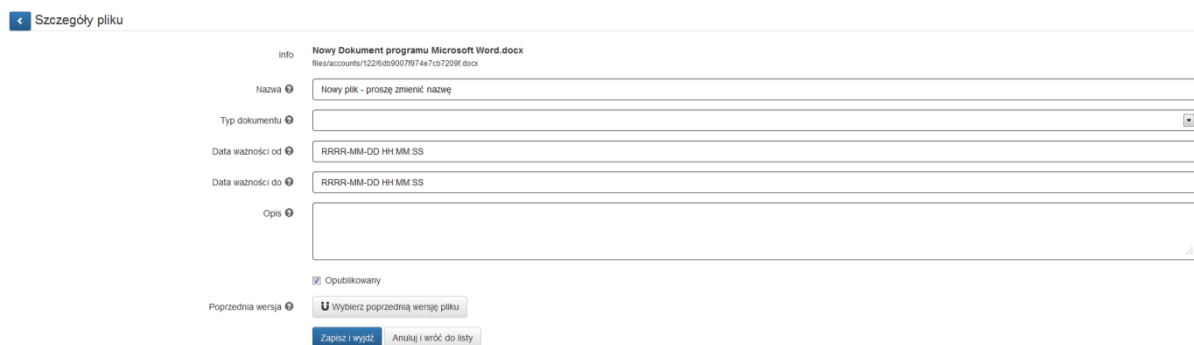 Szczegóły pliku
Info Nowy Dokument programu Microsoft Word.docx
files/accounts/122/6db9007f974e7cb7209f.docx
Nazwa Nowy plik - proszę zmienić nazwę
Typ dokumentu
Data ważności od RRRR-MM-DD HH:MM:SS
Data ważności do RRRR-MM-DD HH:MM:SS
Opis
Opublikowany
Poprzednia wersja Wybierz poprzednią wersję pliku
Zapisz i wyjdź Anuluj i wróć do listy